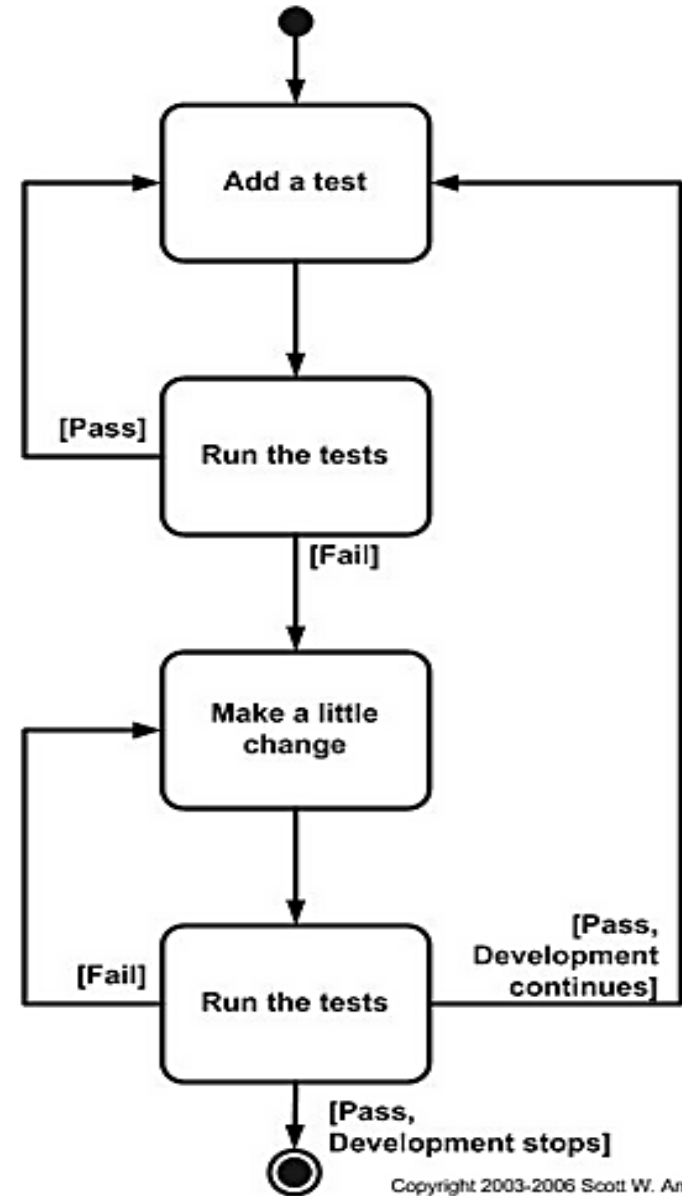 Add a test
[Pass]
Run the tests
[Fail]
Make a little
change
[Fail]
Run the tests
[Pass,
Development
continues]
[Pass,
Development stops]
Copyright 2003-2006 Scott W.